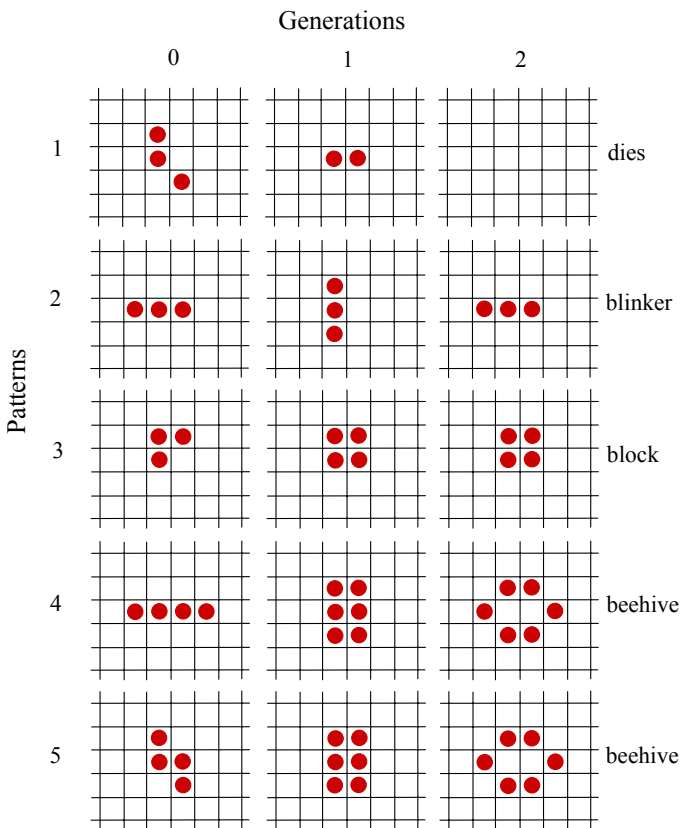 Generations
0 1 2
Patterns
1 dies
2 blinker
3 block
4 beehive
5 beehive